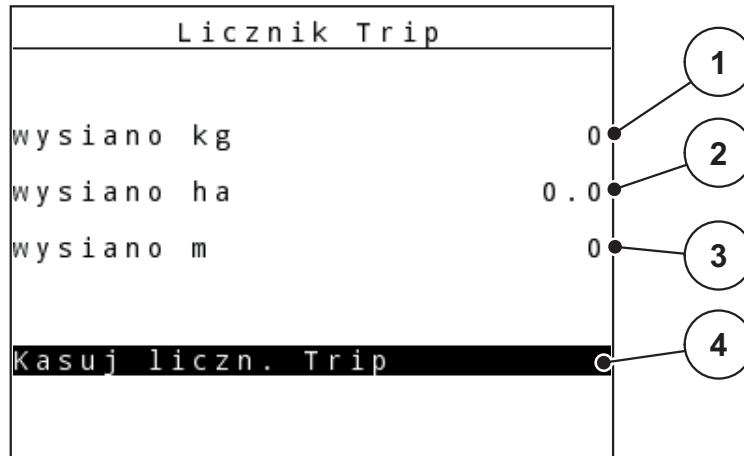 Licznik Trip
wysiano kg 0 1
wysiano ha 0.0 2
wysiano m 0 3
Kasuj liczn. Trip 4